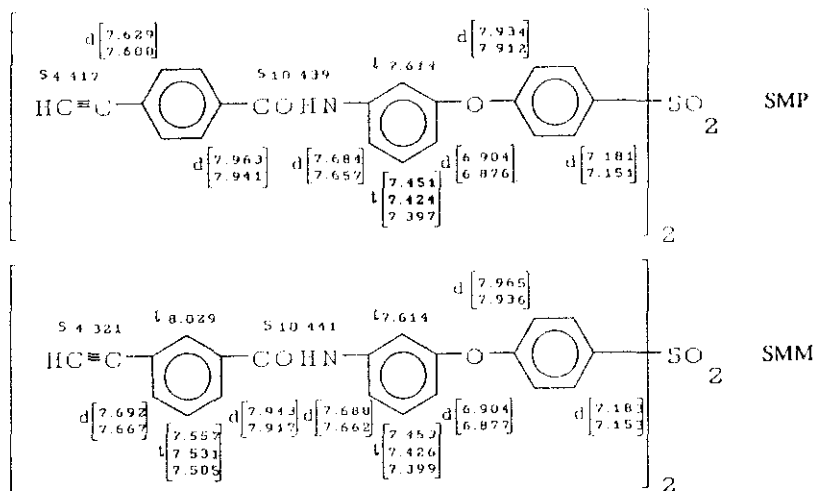 d [7.629 7.600]
d [7.934 7.912]
S 4.417
S 10.439
HC≡C
COHN
O
SO2
SMP
d [7.963 7.941]
d [7.684 7.657]
t [7.451 7.424 7.397]
d [6.904 6.876]
d [7.181 7.151]
2
d [7.965 7.936]
S 4.321
t 8.029
S 10.441
t 7.614
HC≡C
COHN
O
SO2
SMM
d [7.692 7.667]
t [7.557 7.531 7.505]
d [7.943 7.917]
d [7.688 7.662]
t [7.453 7.426 7.399]
d [6.904 6.877]
d [7.183 7.153]
2